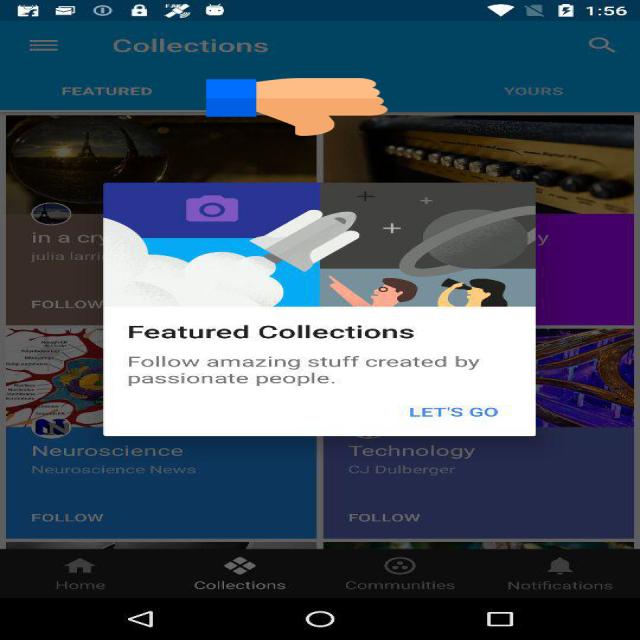 1:56
Collections
FEATURED
YOURS
in a cry
julia larri
y
FOLLOW
Featured Collections
Follow amazing stuff created by
passionate people.
LET'S GO
Neuroscience
Neuroscience News
FOLLOW
Technology
CJ Dulberger
FOLLOW
Home
Collections
Communities
Notifications